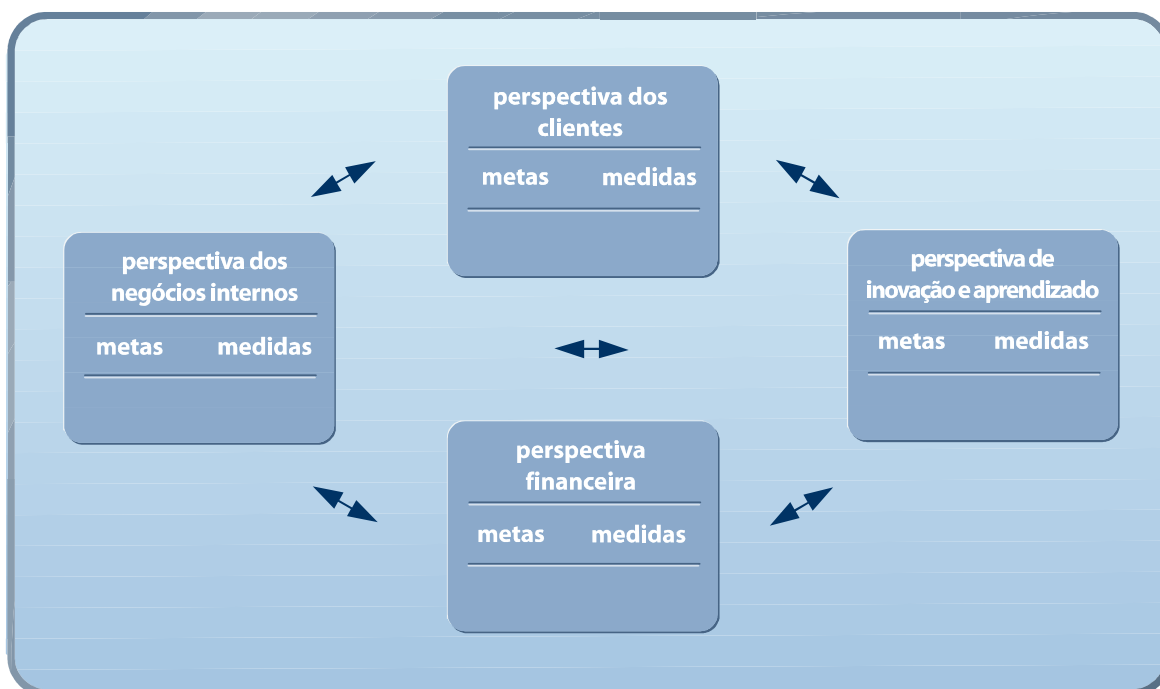 perspectiva dos
clientes
metas medidas
perspectiva dos
negócios internos
metas medidas
perspectiva de
inovação e aprendizado
metas medidas
perspectiva
financeira
metas medidas